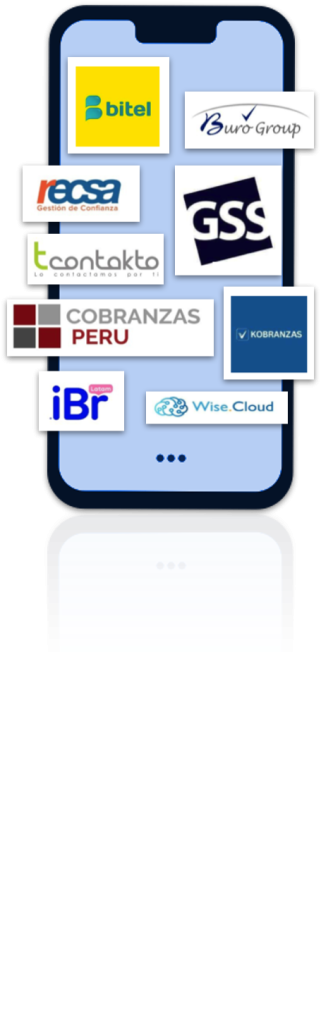 bitel
Buro Group
recsa
Gestión de Confianza
GSS
tcontakto
Lo contactamos por ti
COBRANZAS
PERU
KOBRANZAS
iBr
Latam
Wise.Cloud